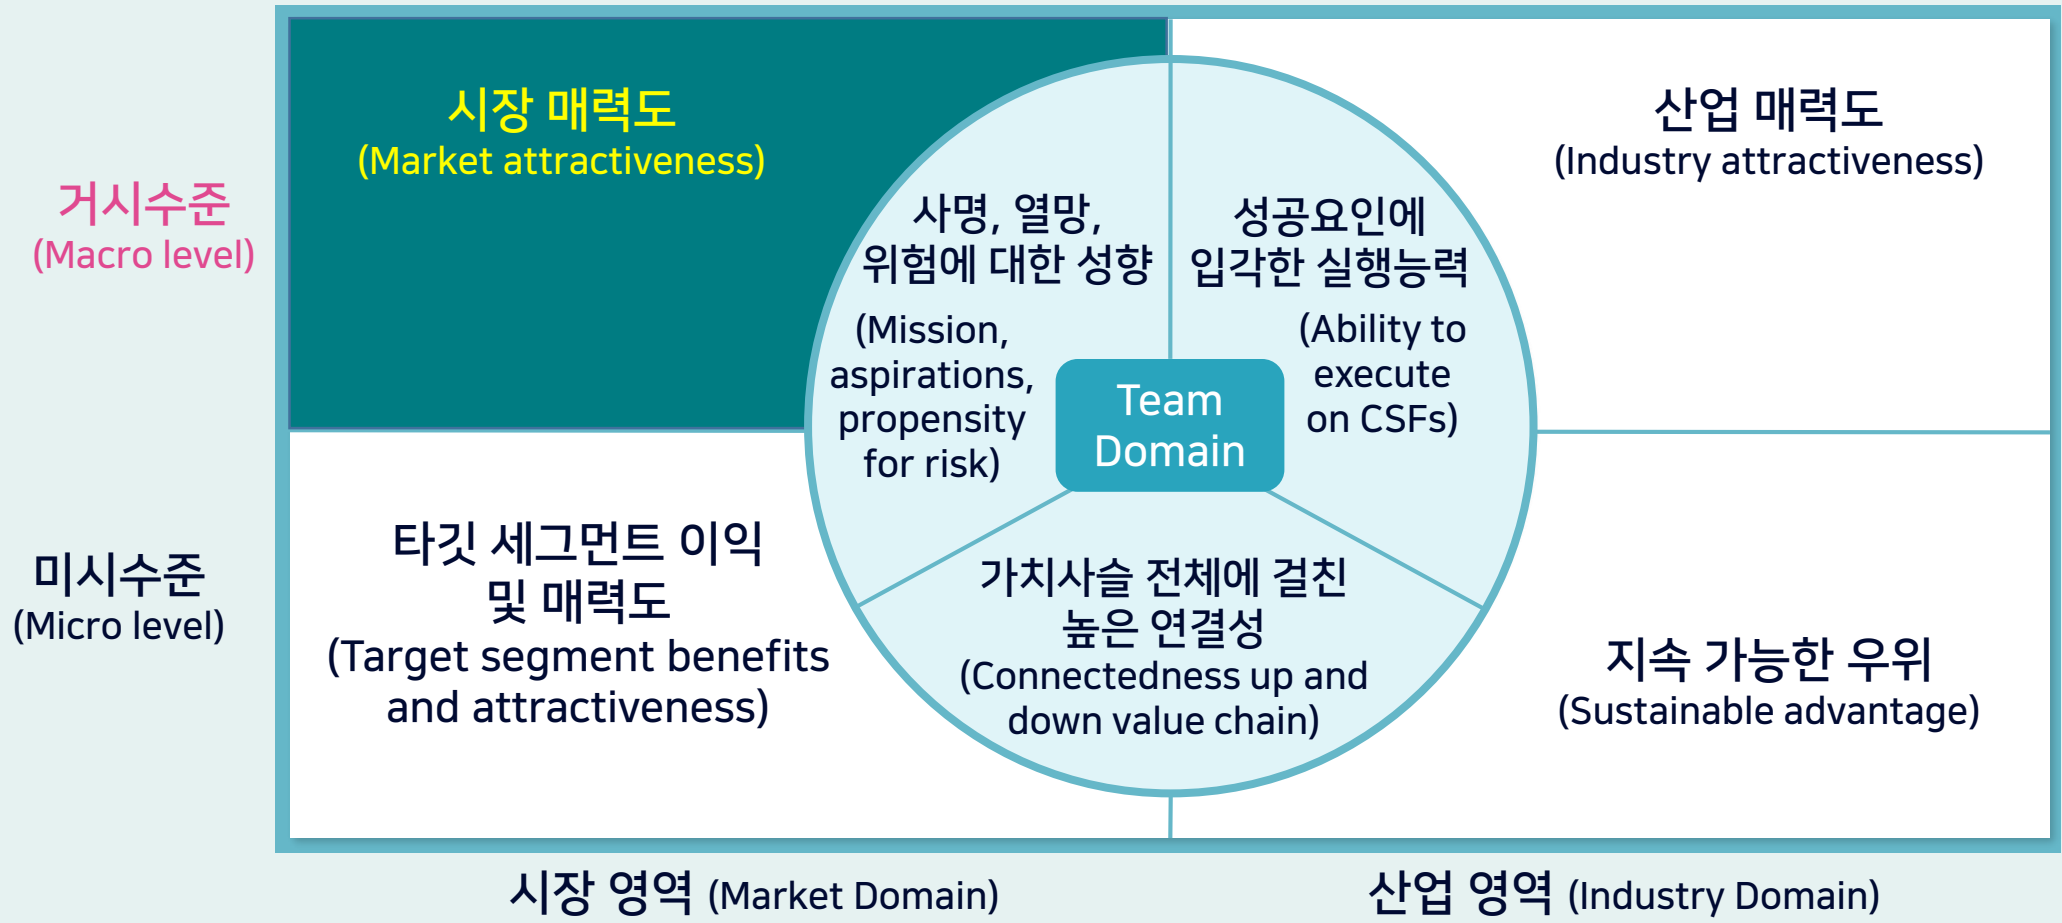 시장 매력도
(Market attractiveness)
산업 매력도
(Industry attractiveness)
거시수준
(Macro level)
사명, 열망,
위험에 대한 성향
(Mission,
aspirations,
propensity
for risk)
성공요인에
입각한 실행능력
(Ability to
execute
on CSFs)
Team
Domain
미시수준
(Micro level)
타깃 세그먼트 이익
및 매력도
(Target segment benefits
and attractiveness)
가치사슬 전체에 걸친
높은 연결성
(Connectedness up and
down value chain)
지속 가능한 우위
(Sustainable advantage)
시장 영역 (Market Domain)
산업 영역 (Industry Domain)